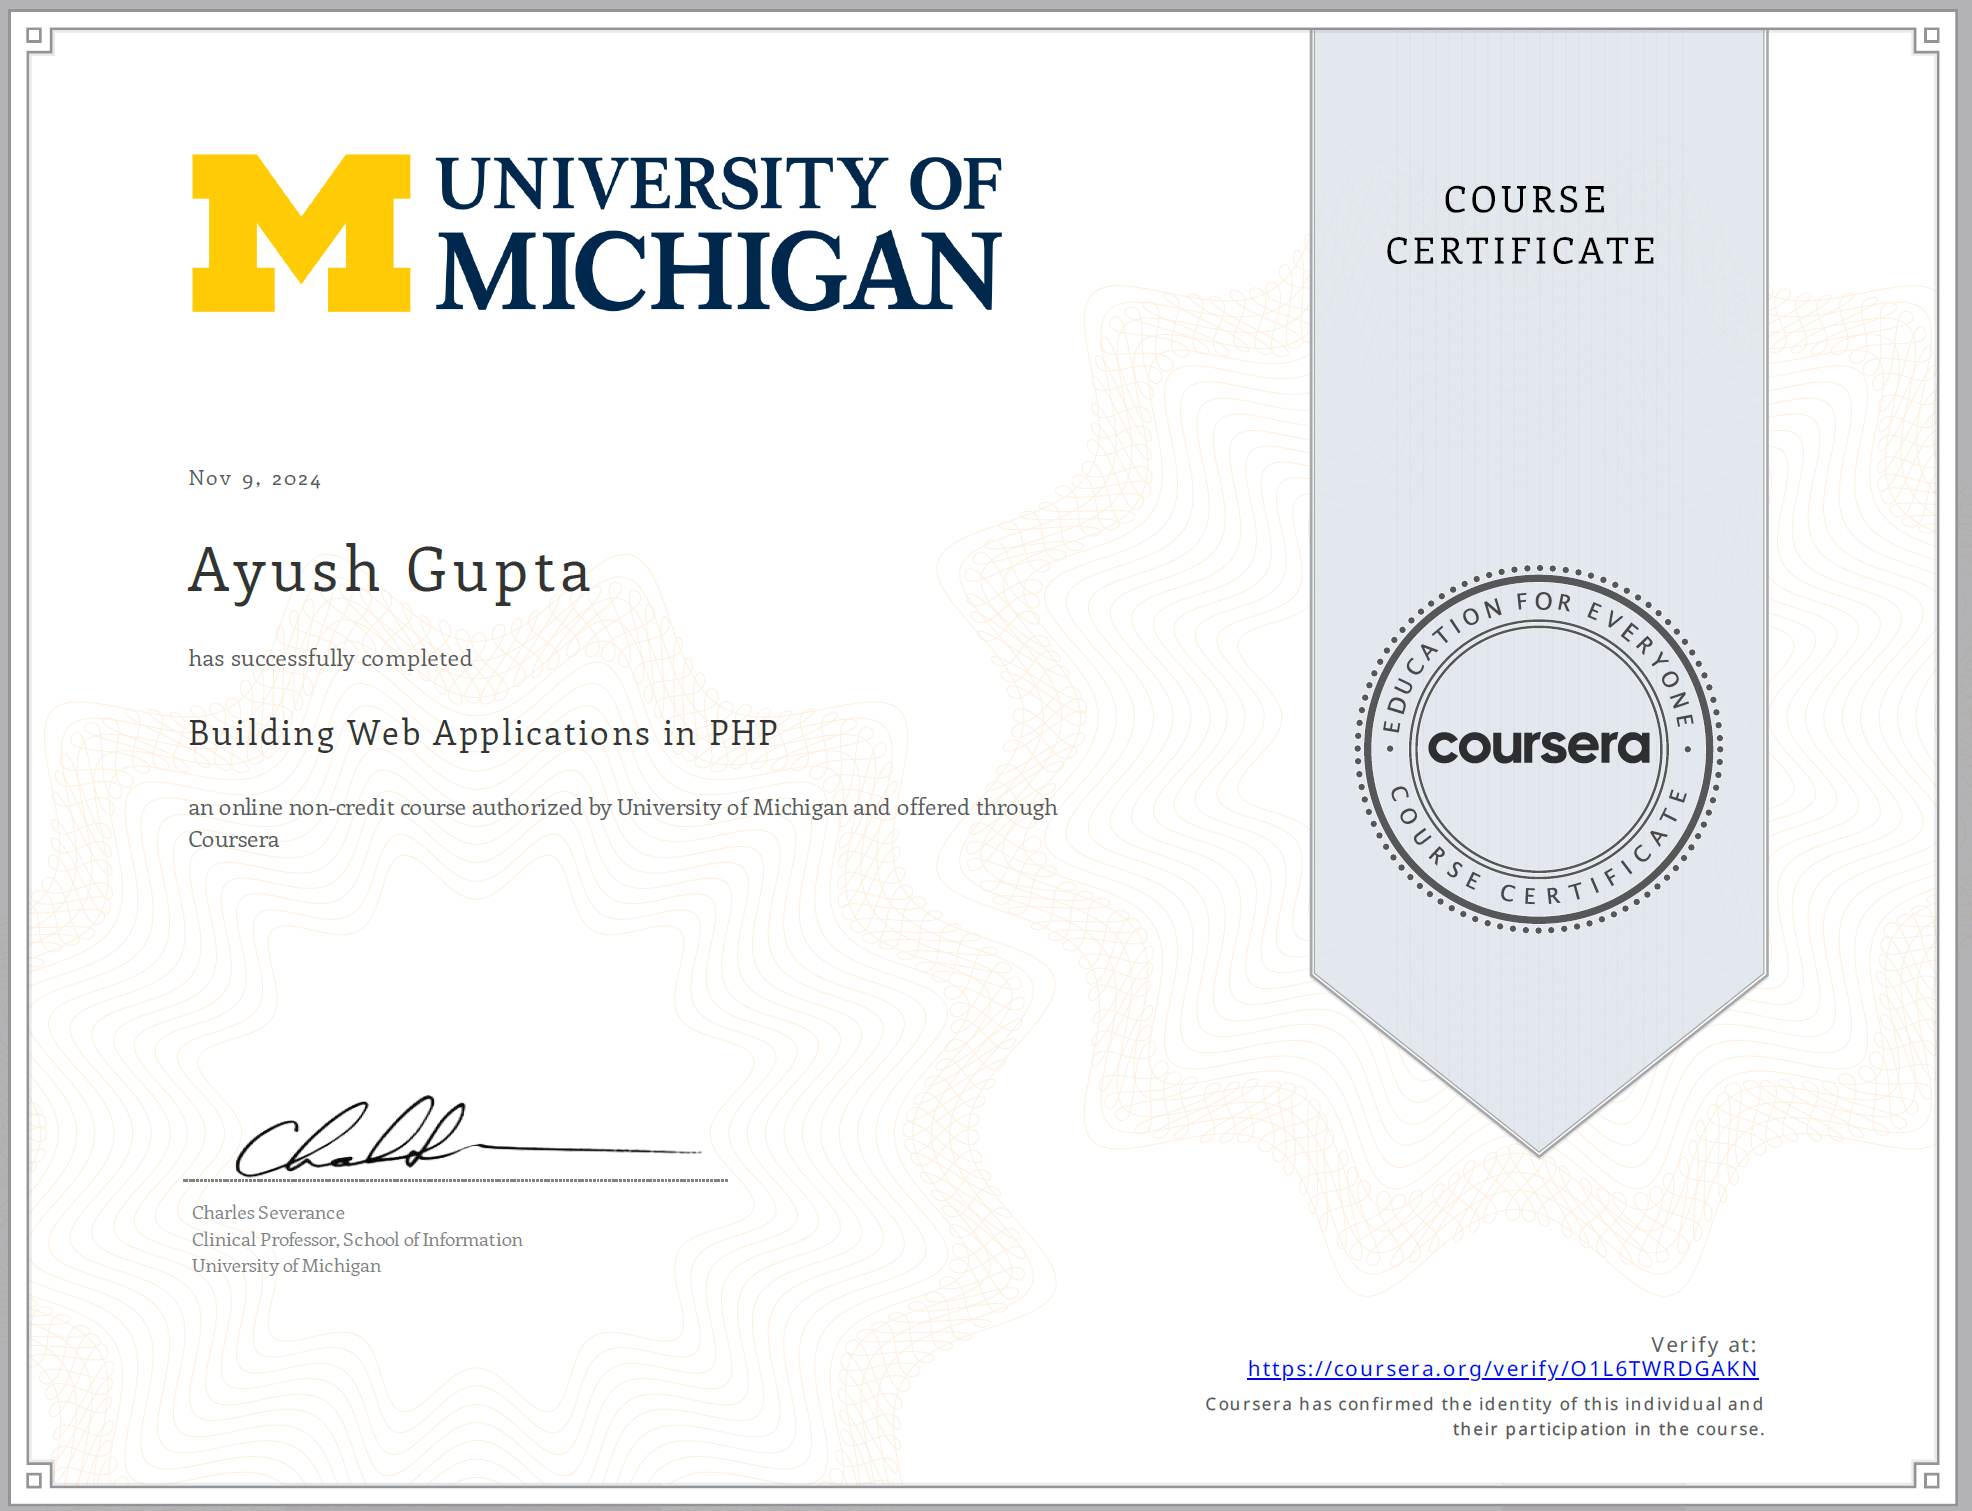 UNIVERSITY OF
MICHIGAN
COURSE
CERTIFICATE
Nov 9, 2024
Ayush Gupta
has successfully completed
Building Web Applications in PHP
an online non-credit course authorized by University of Michigan and offered through
Coursera
EDUCATION FOR EVERYONE
coursera
COURSE CERTIFICATE
Charles Severance
Clinical Professor, School of Information
University of Michigan
Verify at:
https://coursera.org/verify/O1L6TWRDGAKN
Coursera has confirmed the identity of this individual and
their participation in the course.